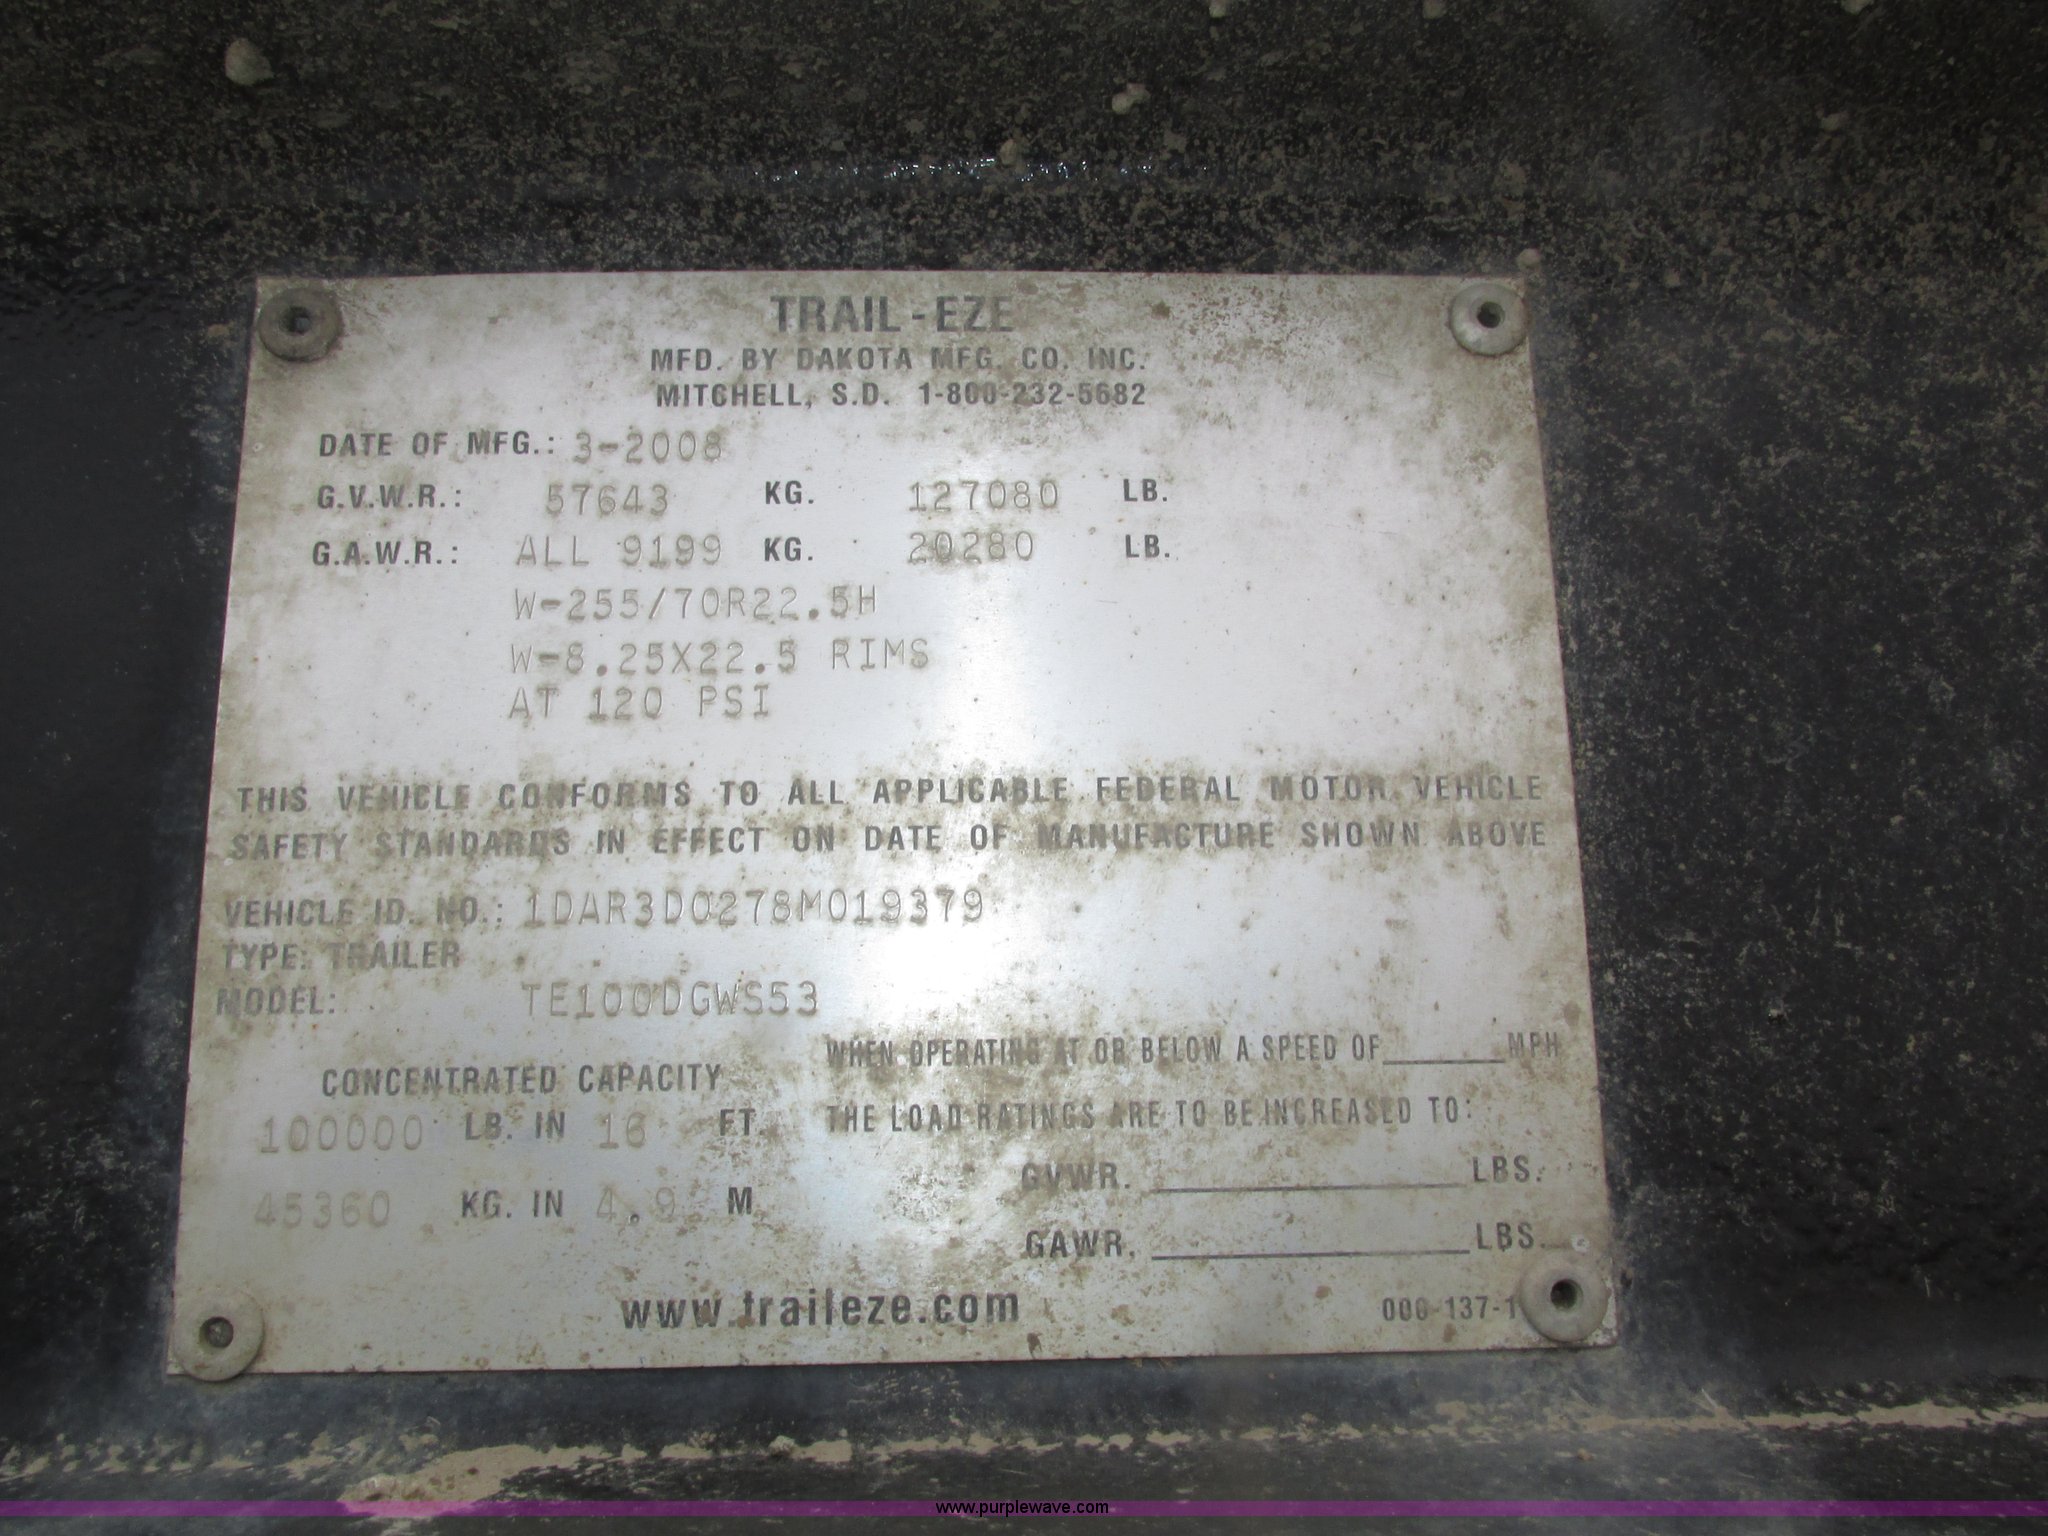 TRAIL-EZE
MFD. BY DAKOTA MFG. CO. INC.
MITCHELL, S.D. 1-800-232-5682
DATE OF MFG.: 3-2008
G.V.W.R.: 57643 KG. 127080 LB.
G.A.W.R.: ALL 9199 KG. 20280 LB.
W-255/70R22.5H
W-8.25X22.5 RIMS
AT 120 PSI
THIS VEHICLE CONFORMS TO ALL APPLICABLE FEDERAL MOTOR VEHICLE
SAFETY STANDARDS IN EFFECT ON DATE OF MANUFACTURE SHOWN ABOVE
VEHICLE ID. NO.: 1DAR3D0278M019379
TYPE: TRAILER
MODEL: TE100DGWS53
CONCENTRATED CAPACITY
100000 LB. IN 16 FT.
45360 KG. IN 4.9 M
WHEN OPERATING AT OR BELOW A SPEED OF______MPH
THE LOAD RATINGS ARE TO BE INCREASED TO:
GVWR. ______ LBS.
GAWR. ______ LBS.
www.traileze.com
www.purplewave.com